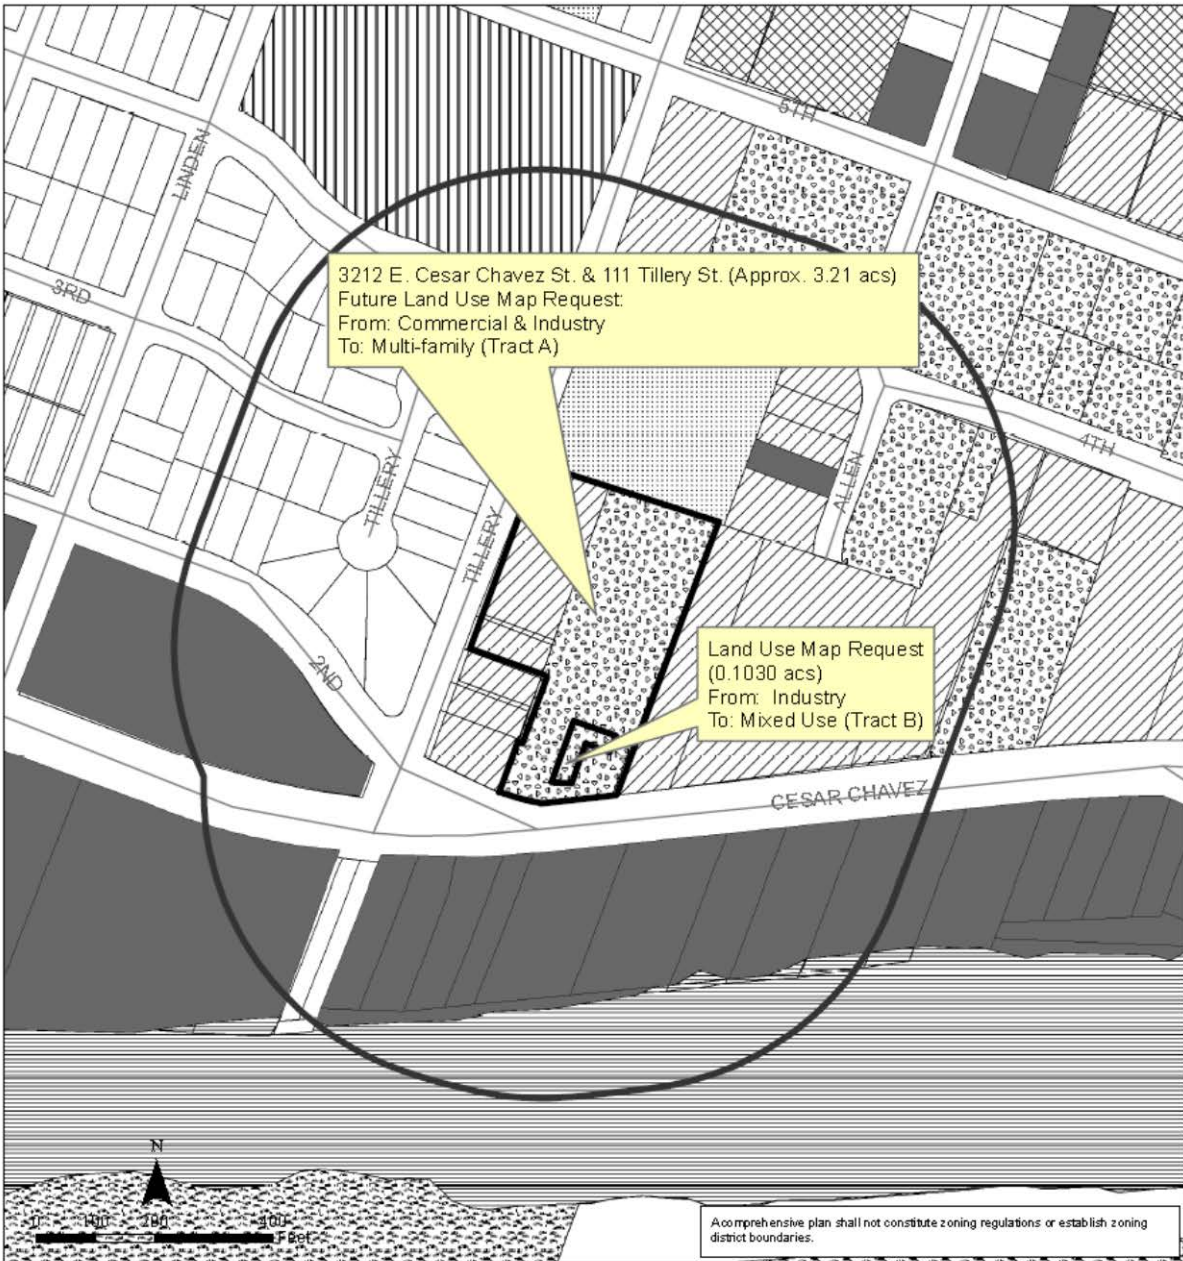 5TH
LINDEN
3212 E. Cesar Chavez St. & 111 Tillery St. (Approx. 3.21 acs)
Future Land Use Map Request:
From: Commercial & Industry
To: Multi-family (Tract A)
3RD
4TH
TILLERY
ALLEN
TILLERY
Land Use Map Request
(0.1030 acs)
From: Industry
To: Mixed Use (Tract B)
2ND
CESAR CHAVEZ
N
0 100 200 400
Feet
A comprehensive plan shall not constitute zoning regulations or establish zoning
district boundaries.